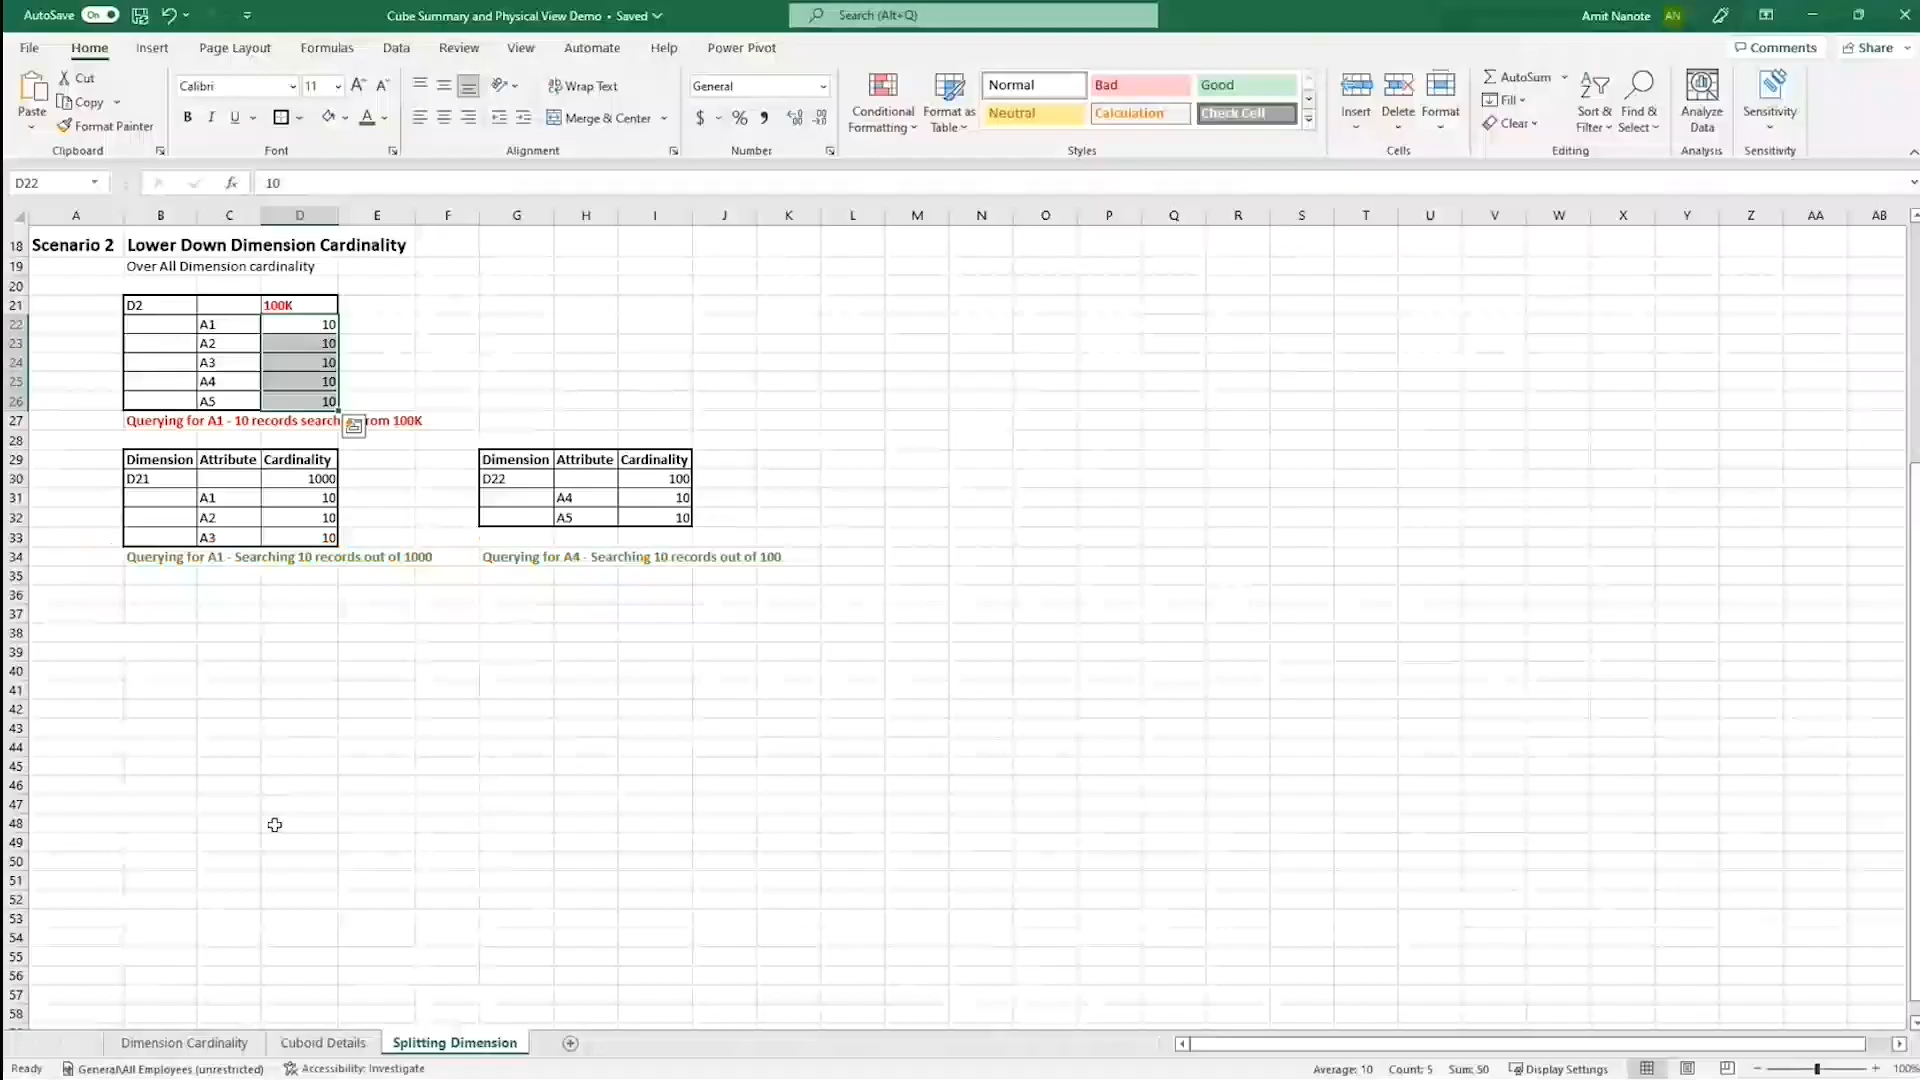 AutoSave On Cube Summary and Physical View Demo • Saved Search (Alt+Q) Amit Nanote AN
File Home Insert Page Layout Formulas Data Review View Automate Help Power Pivot Comments Share
Paste Cut Copy Format Painter
Calibri 11 B I U
Wrap Text Merge & Center
General $ % 9
Conditional Formatting Format as Table
Normal Bad Good
Neutral Calculation Check Cell
Insert Delete Format
AutoSum Fill Clear Sort & Filter Find & Select
Analyze Data Sensitivity
Clipboard Font Alignment Number Styles Cells Editing Analysis Sensitivity
D22 fx 10
A B C D E F G H I J K L M N O P Q R S T U V W X Y Z AA AB
18 Scenario 2 Lower Down Dimension Cardinality
19 Over All Dimension cardinality
20
21 D2 100K
22 A1 10
23 A2 10
24 A3 10
25 A4 10
26 A5 10
27 Querying for A1 - 10 records search rom 100K
28
29 Dimension Attribute Cardinality Dimension Attribute Cardinality
30 D21 1000 D22 100
31 A1 10 A4 10
32 A2 10 A5 10
33 A3 10
34 Querying for A1 - Searching 10 records out of 1000 Querying for A4 - Searching 10 records out of 100
35
36
37
38
39
40
41
42
43
44
45
46
47
48
49
50
51
52
53
54
55
56
57
58
Dimension Cardinality Cuboid Details Splitting Dimension
Ready General\All Employees (unrestricted) Accessibility: Investigate Average: 10 Count: 5 Sum: 50 Display Settings 100%